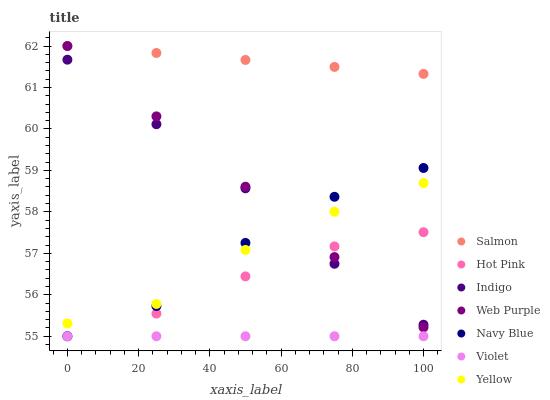 title
yaxis_label
62
61
60
59
58
57
56
55
0
20
40
60
80
100
xaxis_label
Salmon
Hot Pink
Indigo
Web Purple
Navy Blue
Violet
Yellow